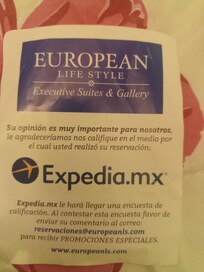 EUROPEAN
LIFE STYLE
Executive Suites & Gallery
Su opinión es muy importante para nosotros,
le agradeceríamos nos califique en el medio por
el cual usted realizó su reservación:
Expedia.mx
Expedia.mx le hará llegar una encuesta de
calificación. Al contestar esta encuesta favor de
enviar su comentario al correo:
reservaciones@europeanls.com
para recibir PROMOCIONES ESPECIALES.
www.europeanls.com